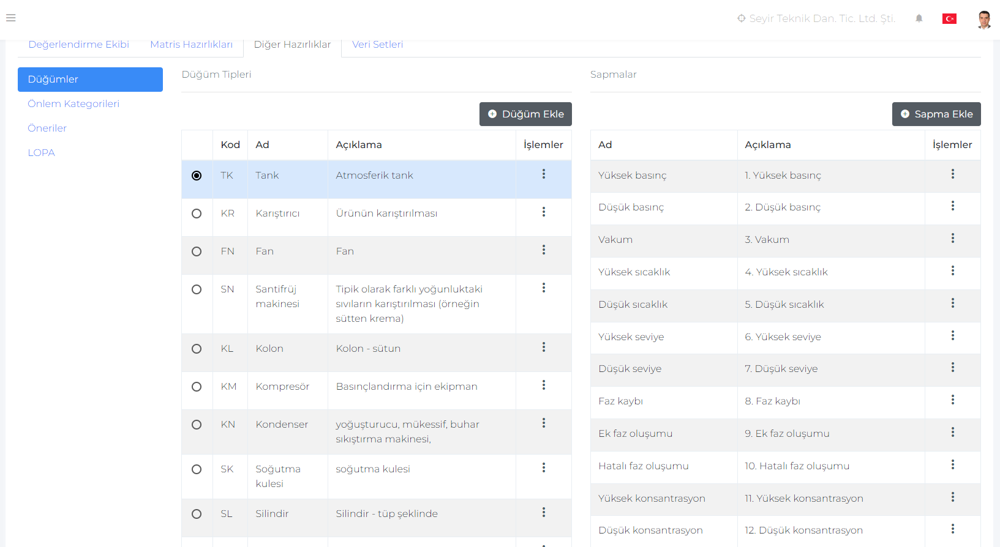 Seyir Teknik Dan. Tic. Ltd. Şti.
Değerlendirme Ekibi
Matris Hazırlıkları
Diğer Hazırlıklar
Veri Setleri
Düğümler
Önlem Kategorileri
Öneriler
LOPA
Düğüm Tipleri
Düğüm Ekle
Kod Ad Açıklama İşlemler
TK Tank Atmosferik tank
KR Karıştırıcı Ürünün karıştırılması
FN Fan Fan
SN Santifrüj Tipik olarak farklı yoğunluktaki
makinesi sıvıların karıştırılması (örneğin
sütten krema)
KL Kolon Kolon - sütun
KM Kompresör Basınçlandırma için ekipman
KN Kondenser yoğuşturucu, mükessif, buhar
sıkıştırma makinesi,
SK Soğutma soğutma kulesi
kulesi
SL Silindir Silindir - tüp şeklinde
Sapmalar
Sapma Ekle
Ad Açıklama İşlemler
Yüksek basınç 1. Yüksek basınç
Düşük basınç 2. Düşük basınç
Vakum 3. Vakum
Yüksek sıcaklık 4. Yüksek sıcaklık
Düşük sıcaklık 5. Düşük sıcaklık
Yüksek seviye 6. Yüksek seviye
Düşük seviye 7. Düşük seviye
Faz kaybı 8. Faz kaybı
Ek faz oluşumu 9. Ek faz oluşumu
Hatalı faz oluşumu 10. Hatalı faz oluşumu
Yüksek konsantrasyon 11. Yüksek konsantrasyon
Düşük konsantrasyon 12. Düşük konsantrasyon